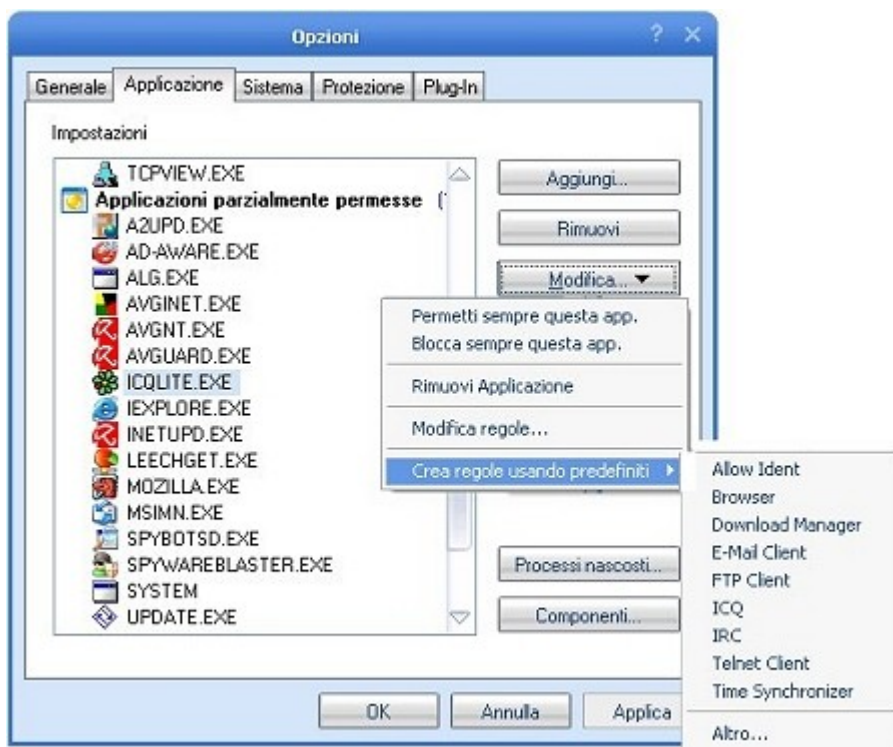 Opzioni
Generale Applicazione Sistema Protezione Plug-In
Impostazioni
TCPVIEW.EXE
Applicazioni parzialmente permesse (
A2UPD.EXE
AD-AWARE.EXE
ALG.EXE
AVGINET.EXE
AVGNT.EXE
AVGUARD.EXE
ICQLITE.EXE
IEXPLORE.EXE
INETUPD.EXE
LEECHGET.EXE
MOZILLA.EXE
MSIMN.EXE
SPYBOTSD.EXE
SPYWAREBLASTER.EXE
SYSTEM
UPDATE.EXE
Aggiungi...
Rimuovi
Modifica...
Permetti sempre questa app.
Blocca sempre questa app.
Rimuovi Applicazione
Modifica regole...
Crea regole usando predefiniti
Allow Ident
Browser
Download Manager
E-Mail Client
FTP Client
ICQ
IRC
Telnet Client
Time Synchronizer
Altro...
Processi nascosti...
Componenti...
OK Annulla Applica